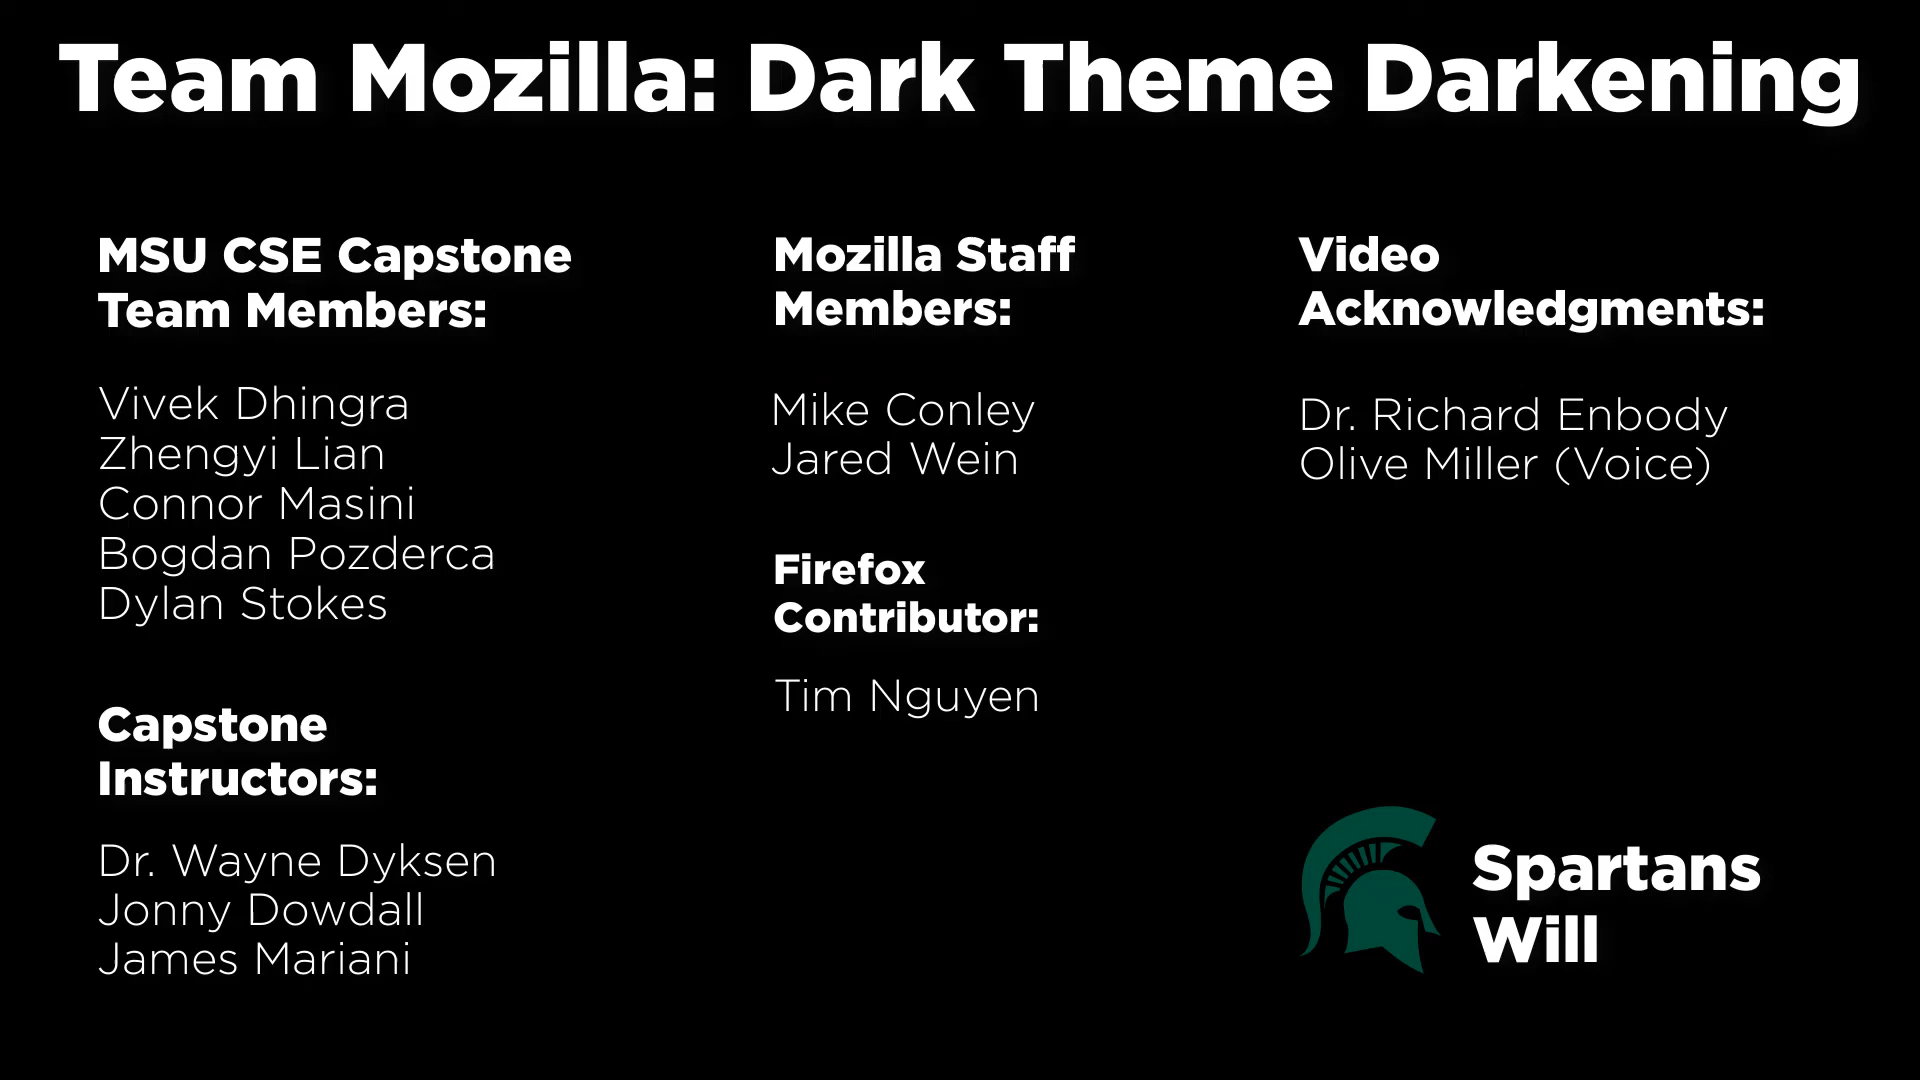 Team Mozilla: Dark Theme Darkening
MSU CSE Capstone
Team Members:
Vivek Dhingra
Zhengyi Lian
Connor Masini
Bogdan Pozderca
Dylan Stokes
Capstone
Instructors:
Dr. Wayne Dyksen
Jonny Dowdall
James Mariani
Mozilla Staff
Members:
Mike Conley
Jared Wein
Firefox
Contributor:
Tim Nguyen
Video
Acknowledgments:
Dr. Richard Enbody
Olive Miller (Voice)
Spartans
Will